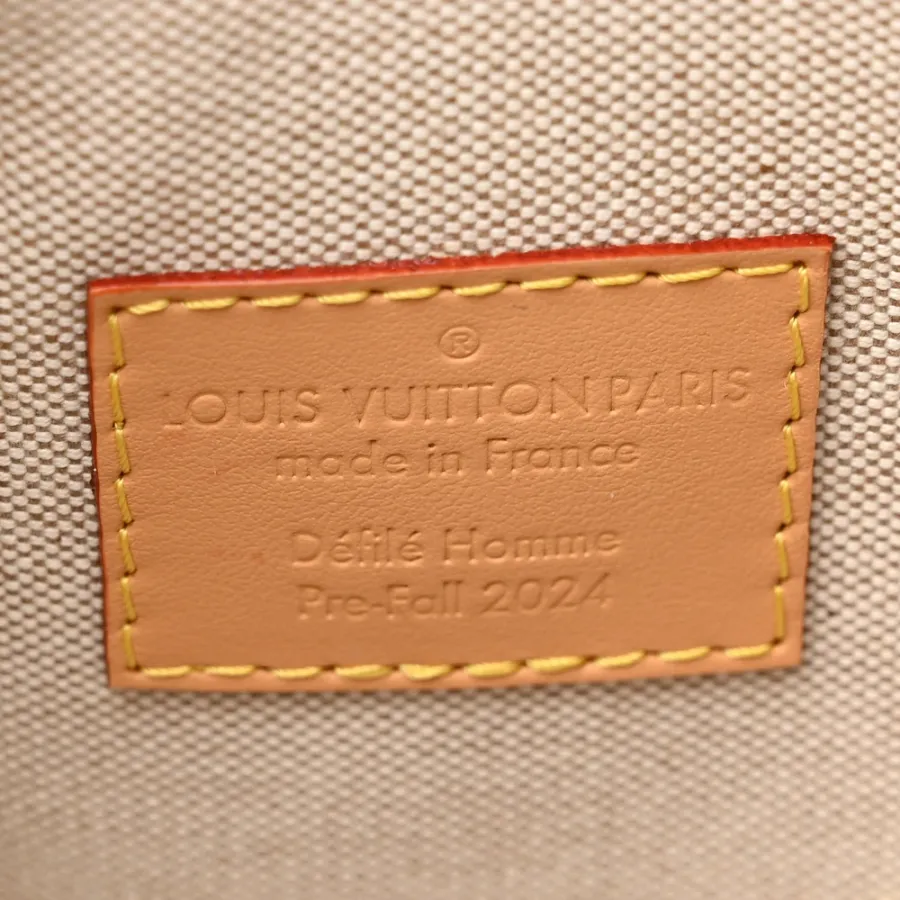 ®
LOUIS VUITTON PARIS
made in France
Défilé Homme
Pre-Fall 2024